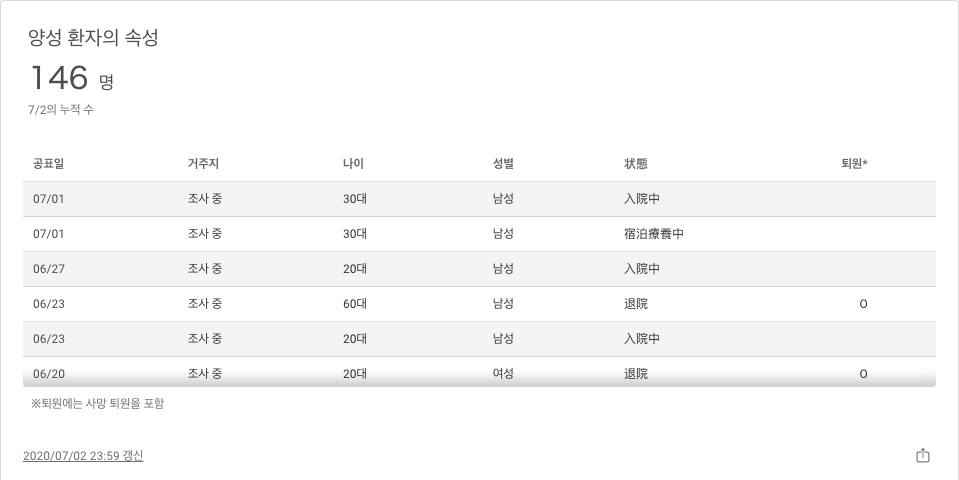 양성 환자의 속성
146 명
7/2의 누적 수
공표일 거주지 나이 성별 状態 퇴원*
07/01 조사 중 30대 남성 入院中
07/01 조사 중 30대 남성 宿泊療養中
06/27 조사 중 20대 남성 入院中
06/23 조사 중 60대 남성 退院 O
06/23 조사 중 20대 남성 入院中
06/20 조사 중 20대 여성 退院 O
※퇴원에는 사망 퇴원을 포함
2020/07/02 23:59 갱신